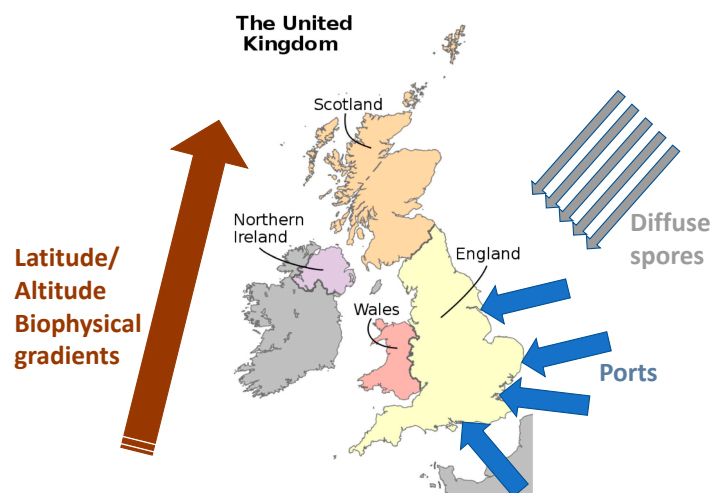 The United
Kingdom
Scotland
Northern
Ireland
Wales
England
Latitude/
Altitude
Biophysical
gradients
Diffuse
spores
Ports